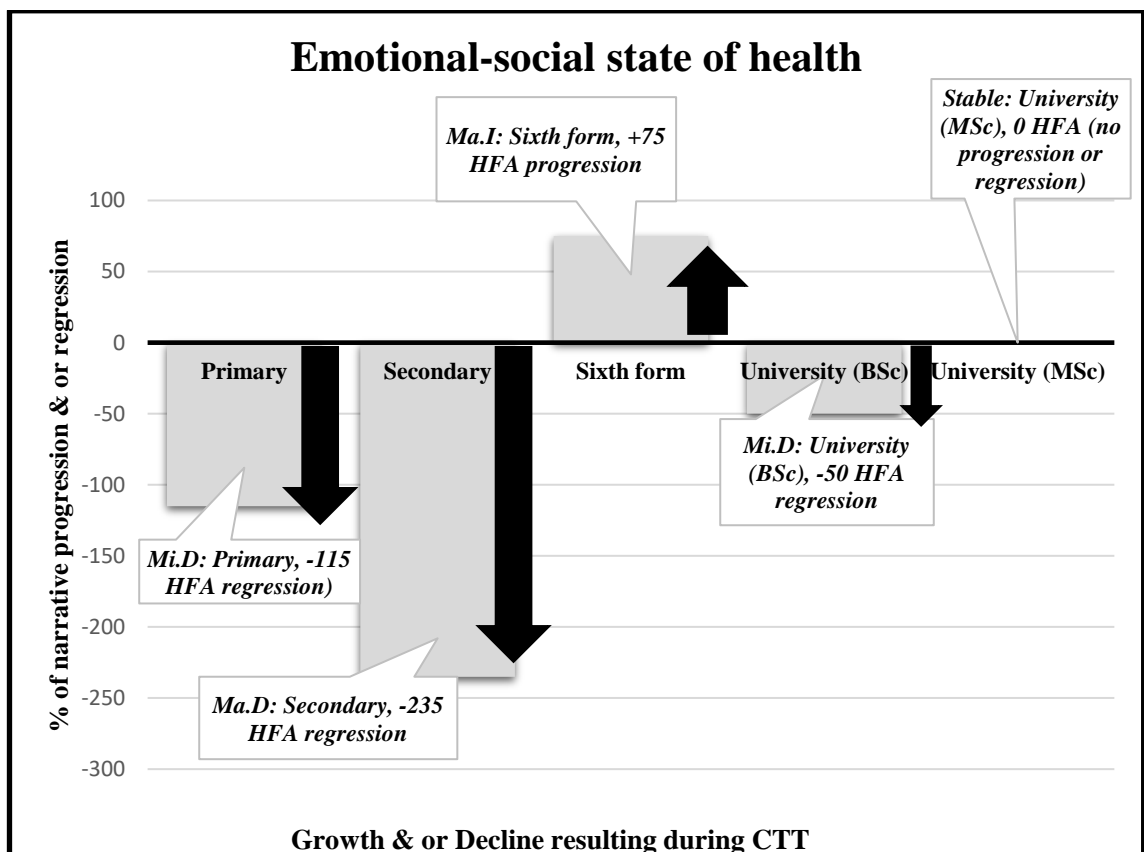 Emotional-social state of health
Ma.I: Sixth form, +75
HFA progression
Stable: University
(MSc), 0 HFA (no
progression or
regression)
% of narrative progression & or regression
100
50
0
-50
-100
-150
-200
-250
-300
Primary
Secondary
Sixth form
University (BSc)
University (MSc)
Mi.D: Primary, -115
HFA regression)
Ma.D: Secondary, -235
HFA regression
Mi.D: University
(BSc), -50 HFA
regression
Growth & or Decline resulting during CTT